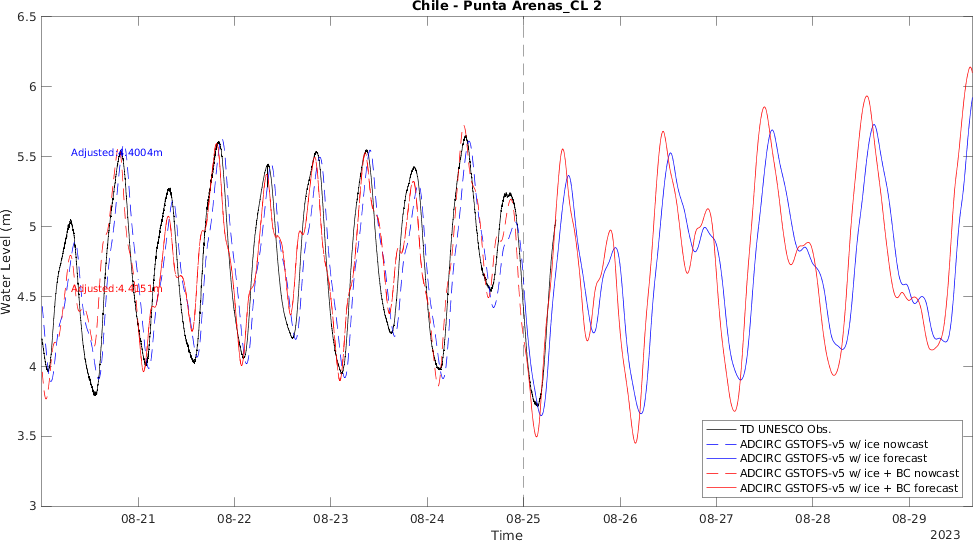 Chile - Punta Arenas_CL 2
6.5
6
5.5
5
4.5
4
3.5
3
Water Level (m)
Adjusted:4.4004m
Adjusted:4.4151m
TD UNESCO Obs.
ADCIRC GSTOFS-v5 w/ ice nowcast
ADCIRC GSTOFS-v5 w/ ice forecast
ADCIRC GSTOFS-v5 w/ ice + BC nowcast
ADCIRC GSTOFS-v5 w/ ice + BC forecast
08-21 08-22 08-23 08-24 08-25 08-26 08-27 08-28 08-29
Time
2023